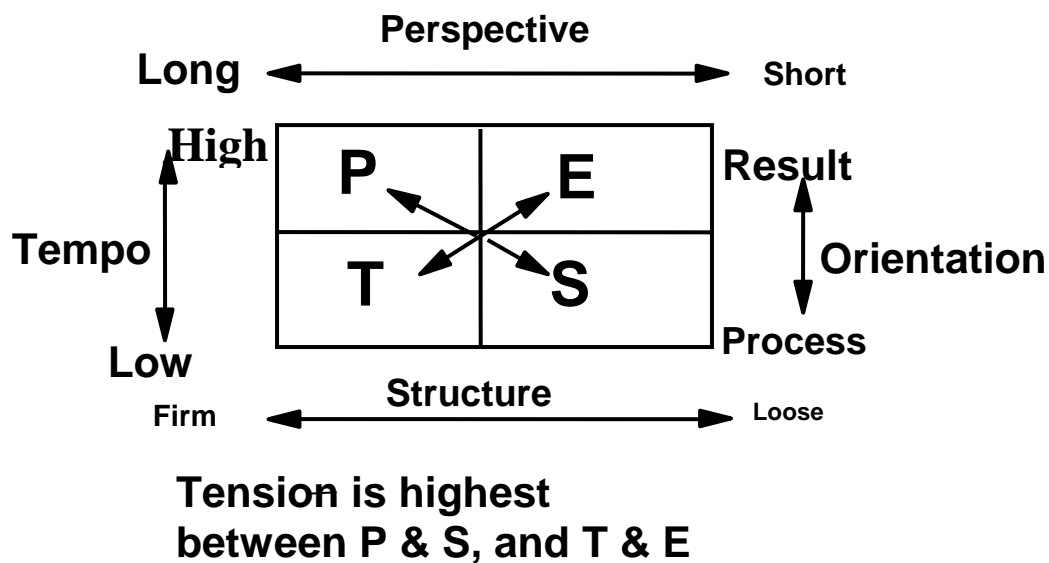 Perspective
Long Short
High P E Result
Tempo Orientation
T S
Process
Low
Structure
Firm Loose
Tension is highest
between P & S, and T & E